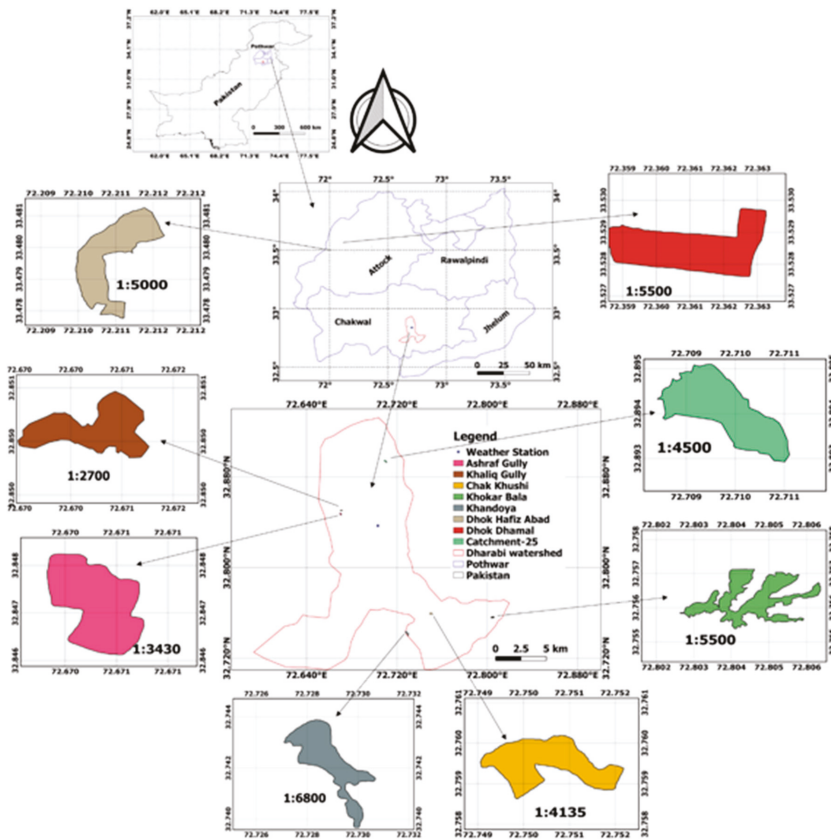 62.0°E 65.1°E 68.2°E 71.3°E 74.4°E 77.5°E
37.2°N 34.1°N 31.0°N 27.9°N 24.8°N
Pothwar
Pakistan
0 300 600 km
62.0°E 65.1°E 68.2°E 71.3°E 74.4°E 77.5°E
72.209 72.210 72.211 72.212 72.212
33.481 33.480 33.479 33.478
1:5000
72.209 72.210 72.211 72.212 72.212
72° 72.5° 73° 73.5°
34° 33.5° 33° 32.5°
Attock
Rawalpindi
Chakwal
Jhelum
0 25 50 km
72° 72.5° 73° 73.5°
72.359 72.360 72.361 72.362 72.363
33.530 33.529 33.528 33.527
1:5500
72.359 72.360 72.361 72.362 72.363
72.670 72.670 72.671 72.672
32.851 32.850 32.850
1:2700
72.670 72.670 72.671 72.672
72.709 72.710 72.711
32.895 32.894 32.893
1:4500
72.709 72.710 72.711
72.640°E 72.720°E 72.800°E 72.880°E
32.880°N 32.800°N 32.720°N
Legend
Weather Station
Ashraf Gully
Khaliq Gully
Chak Khushi
Khokar Bala
Khandoya
Dhok Hafiz Abad
Dhok Dhamal
Catchment-25
Dharabi watershed
Pothwar
Pakistan
0 2.5 5 km
72.640°E 72.720°E 72.800°E 72.880°E
72.670 72.671 72.671
32.848 32.847 32.846
1:3430
72.670 72.671 72.671
72.802 72.803 72.804 72.805 72.806
32.757 32.756 32.755
1:5500
72.802 72.803 72.804 72.805 72.806
72.726 72.728 72.730 72.732
32.744 32.742 32.740
1:6800
72.726 72.728 72.730 72.732
72.749 72.750 72.751 72.752
32.761 32.760 32.759 32.758
1:4135
72.749 72.750 72.751 72.752